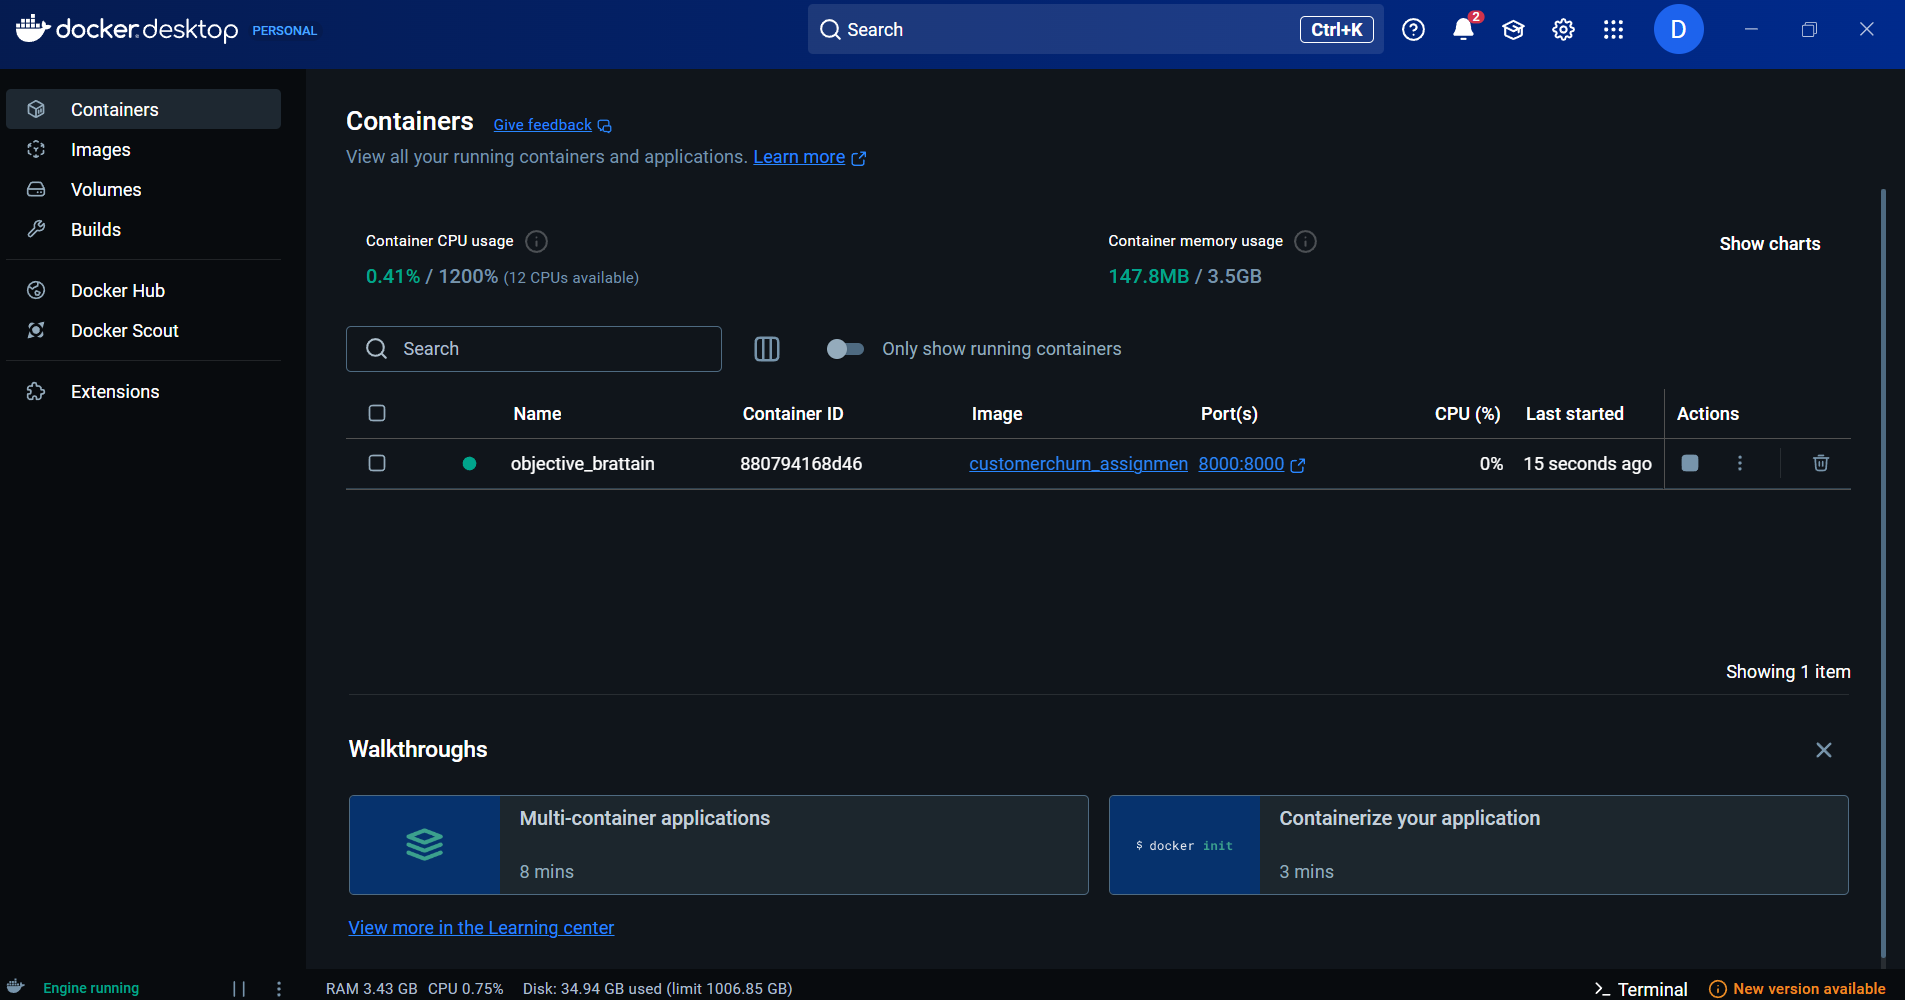 docker.desktop PERSONAL
Search Ctrl+K
2
D
Containers
Images
Volumes
Builds
Docker Hub
Docker Scout
Extensions
Containers Give feedback
View all your running containers and applications. Learn more
Container CPU usage
0.41% / 1200% (12 CPUs available)
Container memory usage
147.8MB / 3.5GB
Show charts
Search
Only show running containers
Name Container ID Image Port(s) CPU (%) Last started Actions
objective_brattain 880794168d46 customerchurn_assignmen 8000:8000 0% 15 seconds ago
Showing 1 item
Walkthroughs
Multi-container applications
8 mins
$ docker init
Containerize your application
3 mins
View more in the Learning center
Engine running
RAM 3.43 GB CPU 0.75% Disk: 34.94 GB used (limit 1006.85 GB)
>_ Terminal
New version available